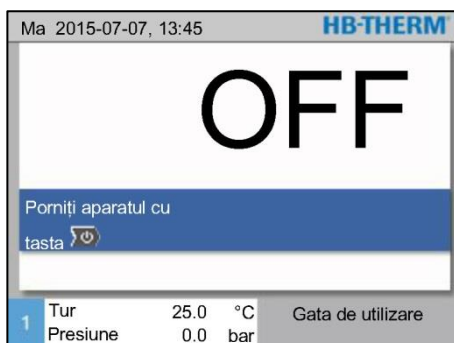 Ma 2015-07-07, 13:45 HB-THERM
OFF
Porniți aparatul cu
tasta
1 Tur 25.0 °C Gata de utilizare
Presiune 0.0 bar